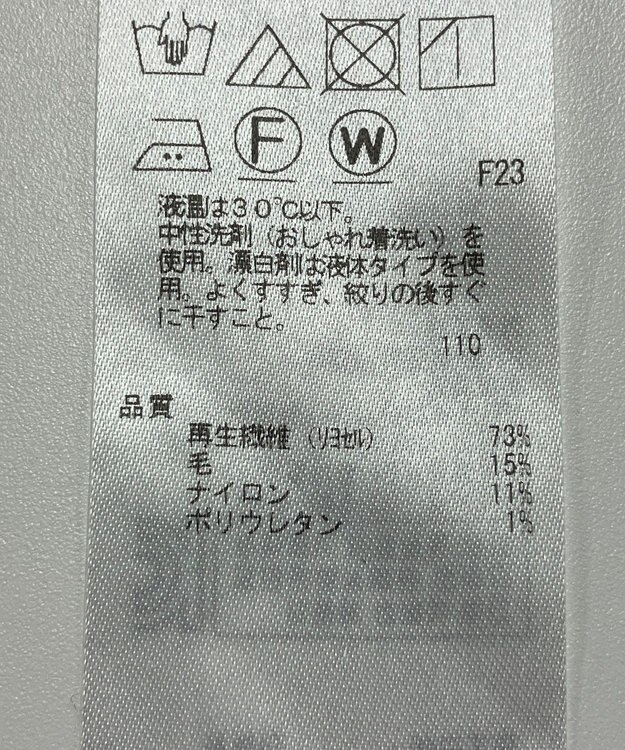 F W
F23
液温は30℃以下。
中性洗剤(おしゃれ着洗い)を
使用。漂白剤は液体タイプを使
用。よくすすぎ、絞りの後すぐ
に干すこと。
110
品質
再生繊維(リヨセル) 73%
毛 15%
ナイロン 11%
ポリウレタン 1%